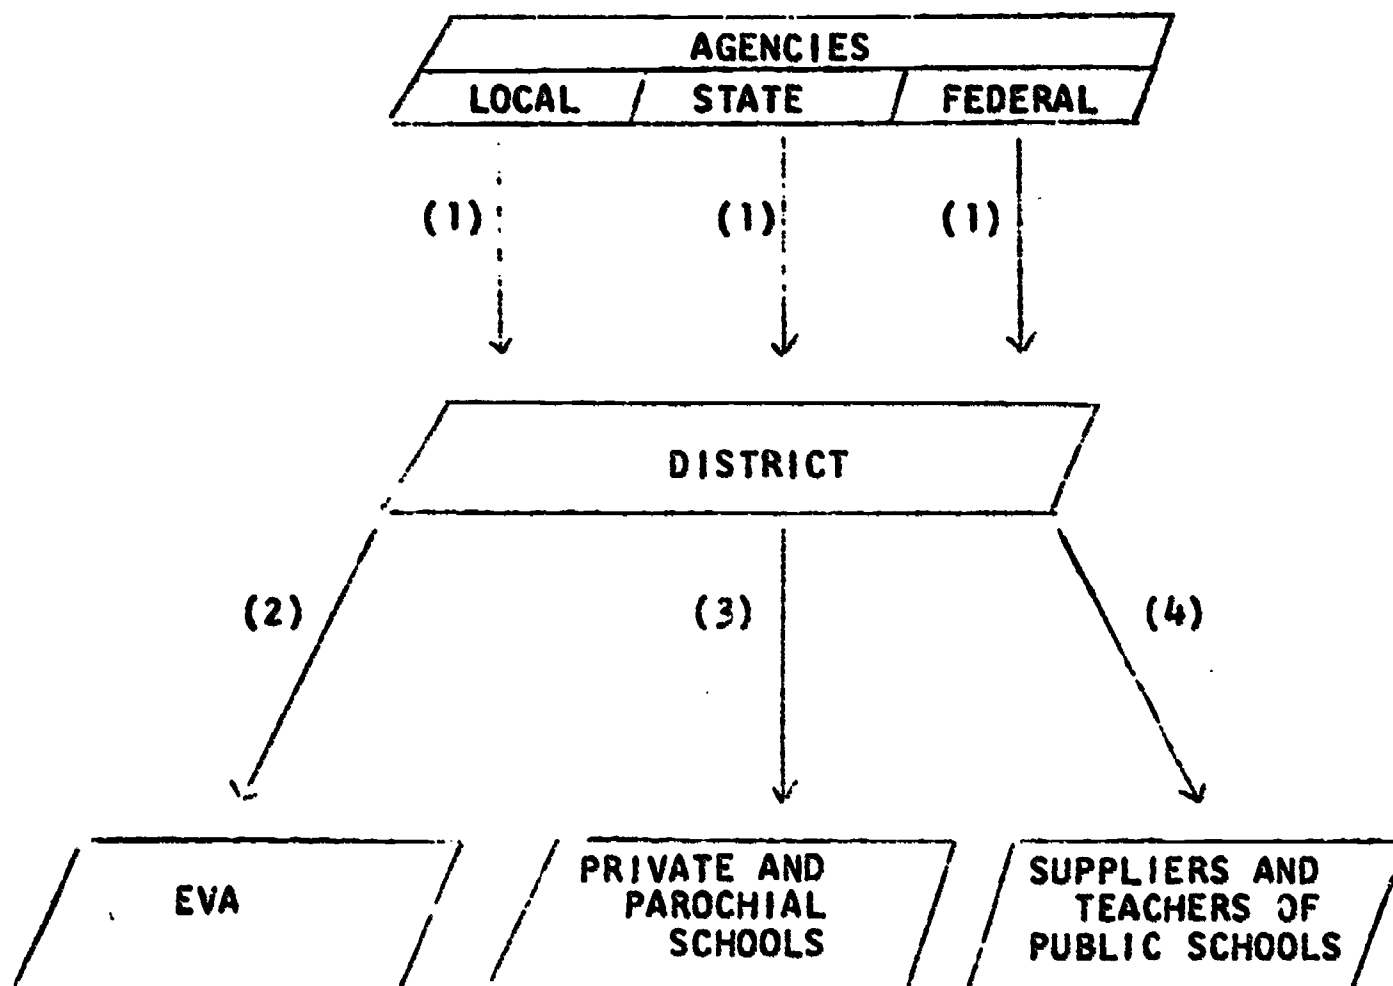 AGENCIES
LOCAL STATE FEDERAL
(1) (1) (1)
DISTRICT
(2) (3) (4)
EVA
PRIVATE AND
PAROCHIAL
SCHOOLS
SUPPLIERS AND
TEACHERS OF
PUBLIC SCHOOLS